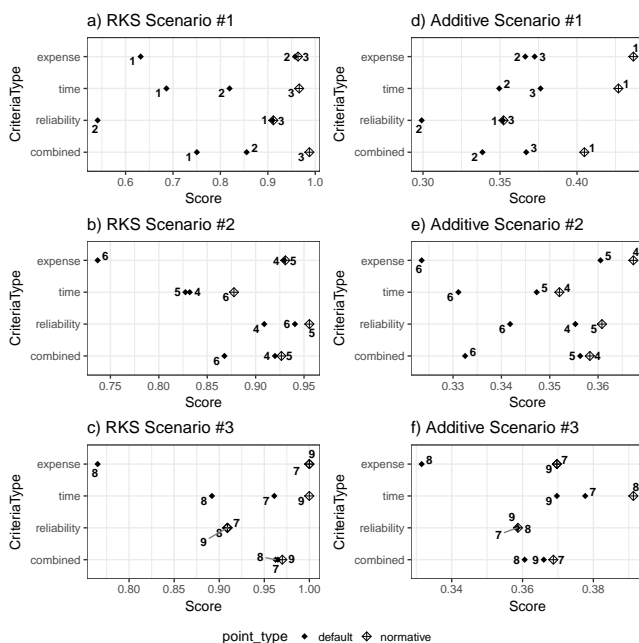 a) RKS Scenario #1
CriteriaType
expense
time
reliability
combined
1 2 3
1 2 3
2 1 3
1 2 3
0.6 0.7 0.8 0.9 1.0
Score
d) Additive Scenario #1
CriteriaType
expense
time
reliability
combined
2 3 1
2 3 1
2 1 3
2 3 1
0.30 0.35 0.40
Score
b) RKS Scenario #2
CriteriaType
expense
time
reliability
combined
6 4 5
5 4 6
4 6 5
6 4 5
0.75 0.80 0.85 0.90 0.95
Score
e) Additive Scenario #2
CriteriaType
expense
time
reliability
combined
6 5 4
6 5 4
6 4 5
6 5 4
0.33 0.34 0.35 0.36
Score
c) RKS Scenario #3
CriteriaType
expense
time
reliability
combined
8 7 9
8 7 9
9 8 7
8 7 9
0.80 0.85 0.90 0.95 1.00
Score
f) Additive Scenario #3
CriteriaType
expense
time
reliability
combined
8 9 7
9 7 8
7 9 8
8 9 7
0.34 0.36 0.38
Score
point_type default normative